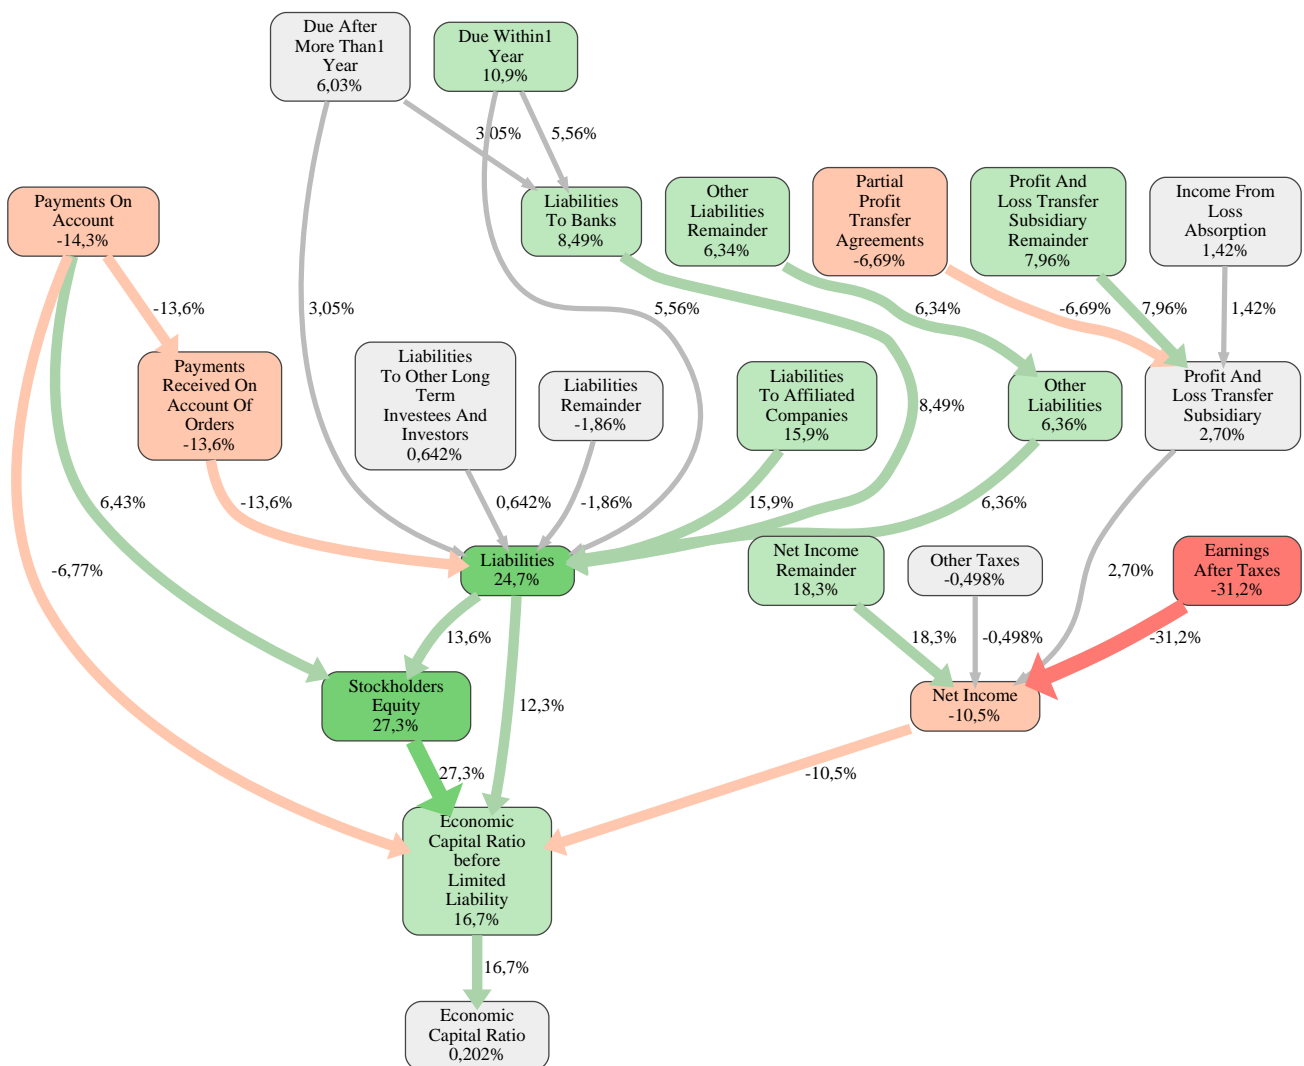 Due After
More Than1
Year
6,03%
Due Within1
Year
10,9%
3,05%
5,56%
Payments On
Account
-14,3%
Liabilities
To Banks
8,49%
Other
Liabilities
Remainder
6,34%
Partial
Profit
Transfer
Agreements
-6,69%
Profit And
Loss Transfer
Subsidiary
Remainder
7,96%
Income From
Loss
Absorption
1,42%
-13,6%
3,05%
5,56%
6,34%
-6,69%
7,96%
1,42%
Payments
Received On
Account Of
Orders
-13,6%
Liabilities
To Other Long
Term
Investees And
Investors
0,642%
Liabilities
Remainder
-1,86%
Liabilities
To Affiliated
Companies
15,9%
8,49%
Other
Liabilities
6,36%
Profit And
Loss Transfer
Subsidiary
2,70%
6,43%
-13,6%
0,642%
-1,86%
15,9%
6,36%
-6,77%
Liabilities
24,7%
Net Income
Remainder
18,3%
Other Taxes
-0,498%
2,70%
Earnings
After Taxes
-31,2%
13,6%
18,3%
-0,498%
-31,2%
Stockholders
Equity
27,3%
12,3%
Net Income
-10,5%
27,3%
-10,5%
Economic
Capital Ratio
before
Limited
Liability
16,7%
16,7%
Economic
Capital Ratio
0,202%